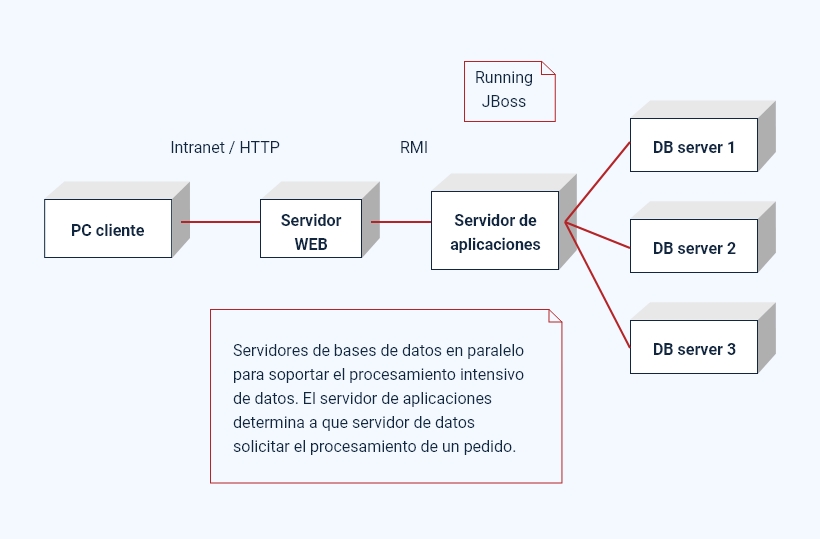 Running
JBoss
Intranet / HTTP
RMI
DB server 1
PC cliente
Servidor
WEB
Servidor de
aplicaciones
DB server 2
DB server 3
Servidores de bases de datos en paralelo
para soportar el procesamiento intensivo
de datos. El servidor de aplicaciones
determina a que servidor de datos
solicitar el procesamiento de un pedido.